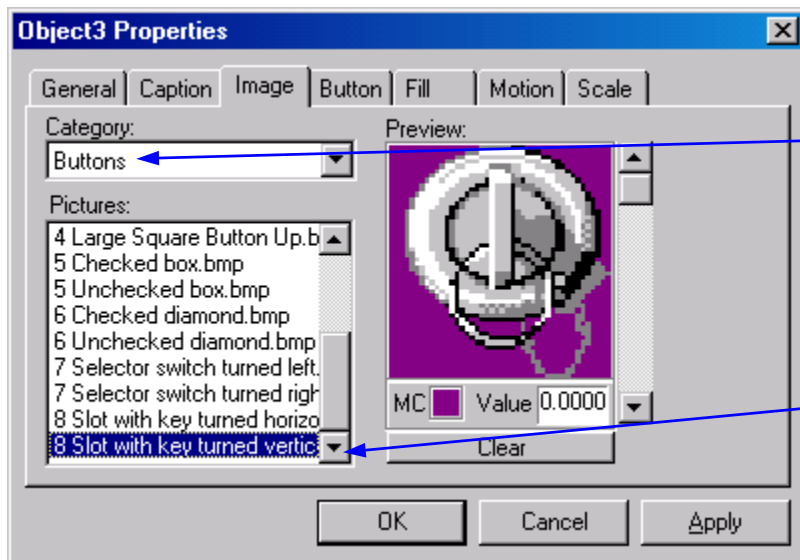 Object3 Properties
General Caption Image Button Fill Motion Scale
Category:
Buttons
Pictures:
4 Large Square Button Up.b
5 Checked box.bmp
5 Unchecked box.bmp
6 Checked diamond.bmp
6 Unchecked diamond.bmp
7 Selector switch turned left.
7 Selector switch turned righ
8 Slot with key turned horizo
8 Slot with key turned vertic
Preview:
MC Value 0.0000
Clear
OK Cancel Apply